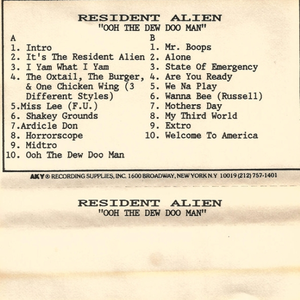 RESIDENT ALIEN
"OOH THE DEW DOO MAN"
A
1. Intro
2. It's The Resident Alien
3. I Yam What I Yam
4. The Oxtail, The Burger,
& One Chicken Wing (3
Different Styles)
5.Miss Lee (F.U.)
6. Shakey Grounds
7.Ardicle Don
8. Horrorscope
9. Midtro
10. Ooh The Dew Doo Man
B
1. Mr. Boops
2. Alone
3. State Of Emergency
4. Are You Ready
5. We Na Play
6. Wanna Bee (Russell)
7. Mothers Day
8. My Third World
9. Extro
10. Welcome To America
AKY® RECORDING SUPPLIES, INC. 1600 BROADWAY, NEW YORK N.Y 10019 (212) 757-1401
RESIDENT ALIEN
"OOH THE DEW DOO MAN"